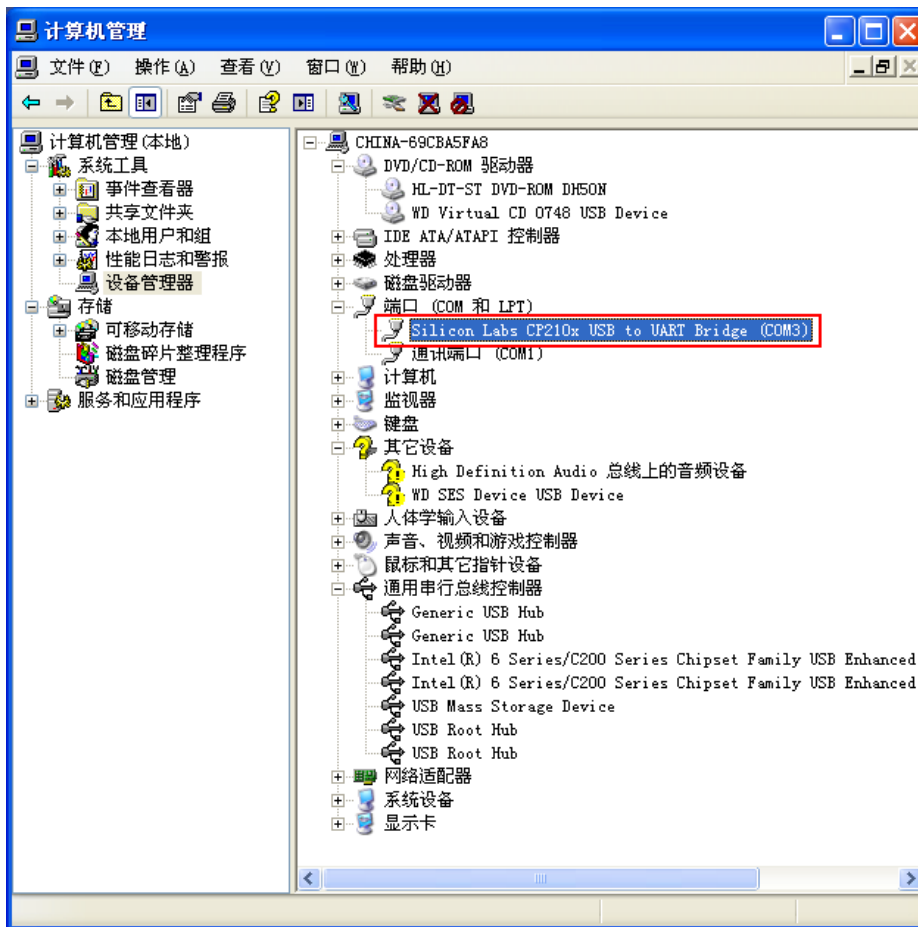 计算机管理
文件(F) 操作(A) 查看(V) 窗口(W) 帮助(H)
计算机管理(本地)
系统工具
事件查看器
共享文件夹
本地用户和组
性能日志和警报
设备管理器
存储
可移动存储
磁盘碎片整理程序
磁盘管理
服务和应用程序
CHINA-69CBA5FA8
DVD/CD-ROM 驱动器
HL-DT-ST DVD-ROM DH50N
WD Virtual CD 0748 USB Device
IDE ATA/ATAPI 控制器
处理器
磁盘驱动器
端口 (COM 和 LPT)
Silicon Labs CP210x USB to UART Bridge (COM3)
通讯端口 (COM1)
计算机
监视器
键盘
其它设备
High Definition Audio 总线上的音频设备
WD SES Device USB Device
人体学输入设备
声音、视频和游戏控制器
鼠标和其它指针设备
通用串行总线控制器
Generic USB Hub
Generic USB Hub
Intel(R) 6 Series/C200 Series Chipset Family USB Enhanced
Intel(R) 6 Series/C200 Series Chipset Family USB Enhanced
USB Mass Storage Device
USB Root Hub
USB Root Hub
网络适配器
系统设备
显示卡